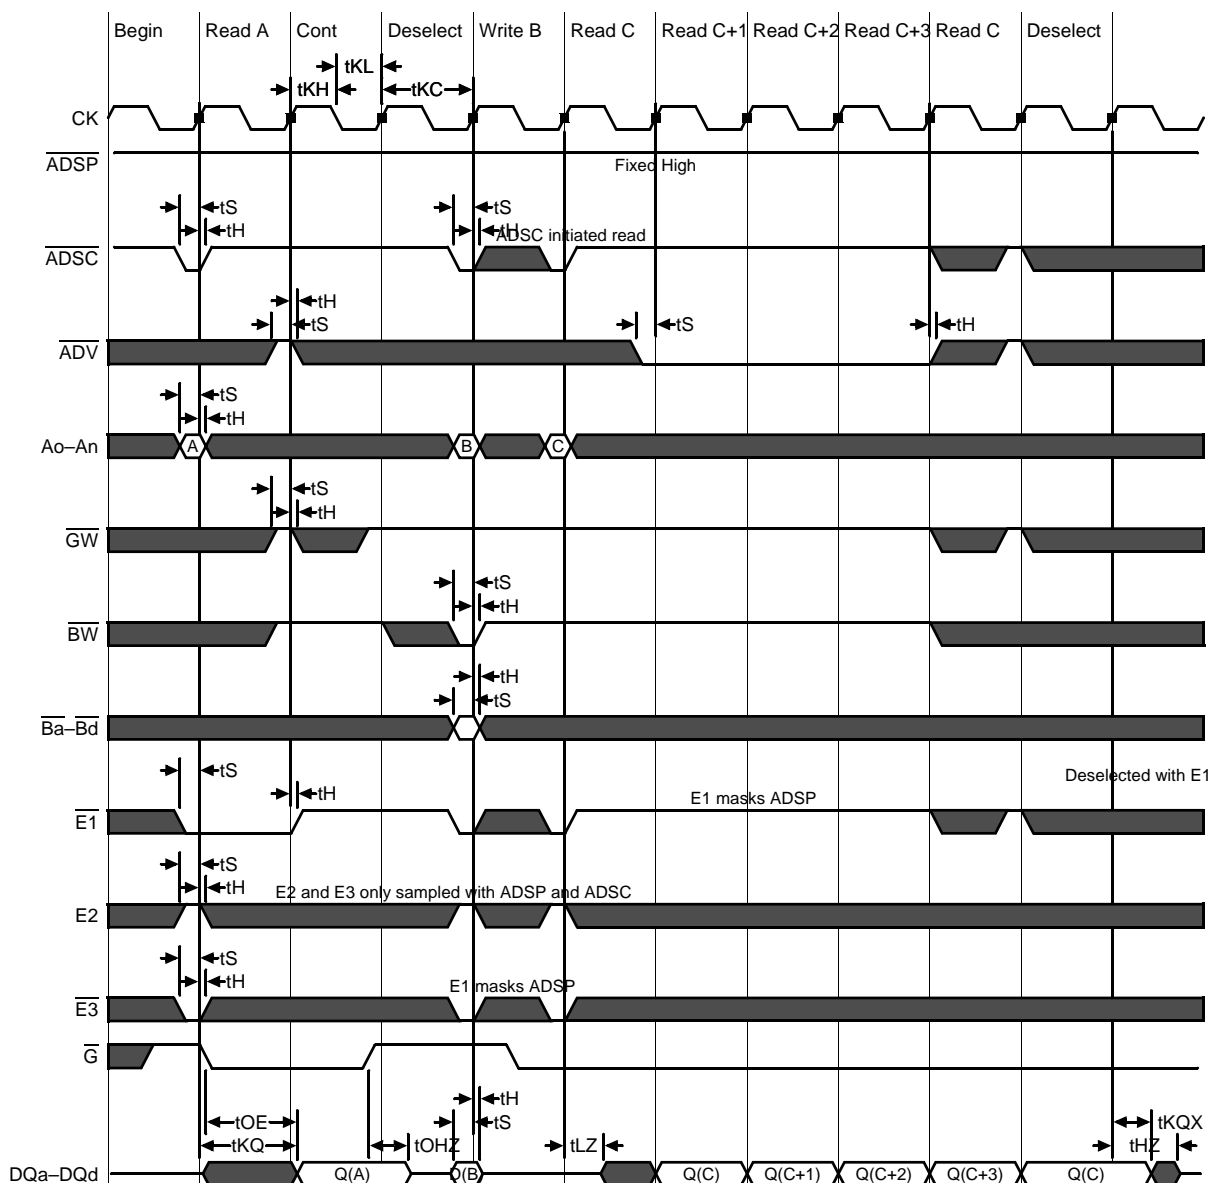 Begin Read A Cont Deselect Write B Read C Read C+1 Read C+2 Read C+3 Read C Deselect
tKL
tKH tKC
CK
ADSP
Fixed High
tS tS
tH tH
ADSC initiated read
ADSC
tH
tS tS tH
ADV
tS
tH
Ao–An A B C
tS
tH
GW
tS
tH
BW
tH
tS
Ba–Bd
tS Deselected with E1
tH
E1 masks ADSP
E1
tS
tH
E2 and E3 only sampled with ADSP and ADSC
E2
tS
tH
E1 masks ADSP
E3
G
tH
tOE tS tKQX
tKQ tOHZ tLZ tHZ
DQa–DQd Q(A) D(B) Q(C) Q(C+1) Q(C+2) Q(C+3) Q(C)